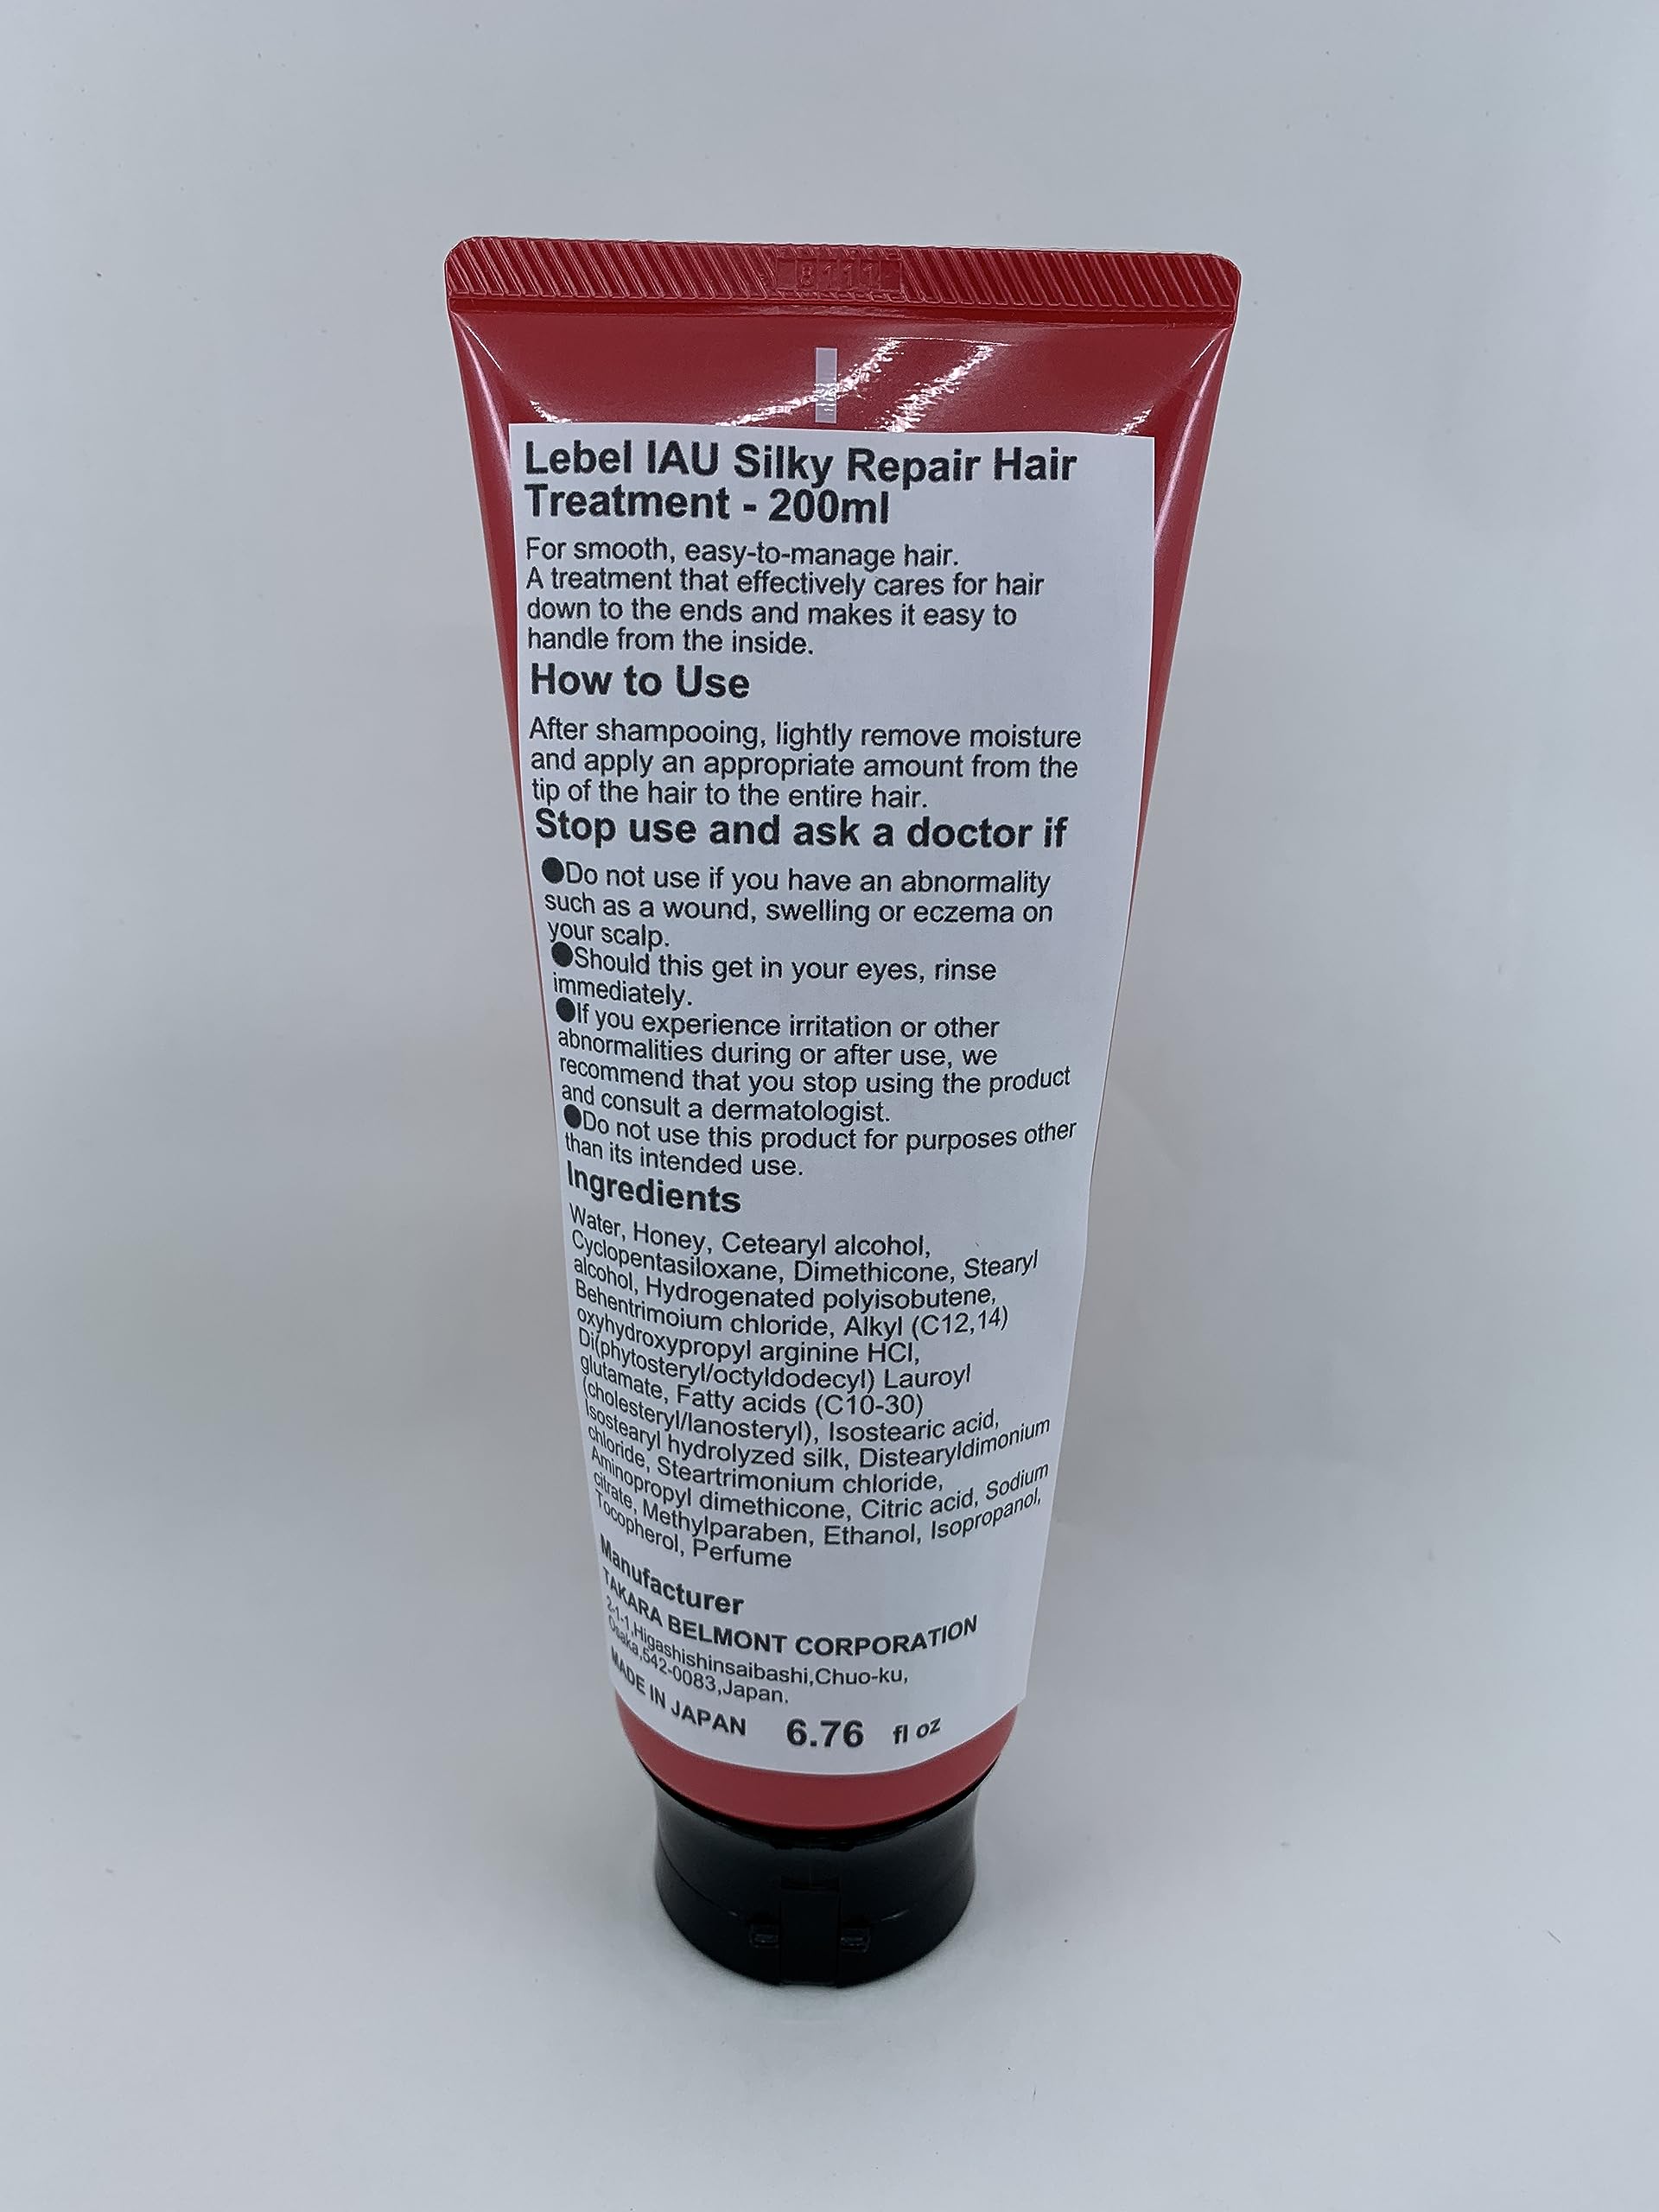 8111
Lebel IAU Silky Repair Hair
Treatment - 200ml
For smooth, easy-to-manage hair.
A treatment that effectively cares for hair
down to the ends and makes it easy to
handle from the inside.
How to Use
After shampooing, lightly remove moisture
and apply an appropriate amount from the
tip of the hair to the entire hair.
Stop use and ask a doctor if
●Do not use if you have an abnormality
such as a wound, swelling or eczema on
your scalp.
●Should this get in your eyes, rinse
immediately.
●If you experience irritation or other
abnormalities during or after use, we
recommend that you stop using the product
and consult a dermatologist.
●Do not use this product for purposes other
than its intended use.
Ingredients
Water, Honey, Cetearyl alcohol,
Cyclopentasiloxane, Dimethicone, Stearyl
alcohol, Hydrogenated polyisobutene,
Behentrimoium chloride, Alkyl (C12,14)
oxyhydroxypropyl arginine HCl,
Di(phytosteryl/octyldodecyl) Lauroyl
glutamate, Fatty acids (C10-30)
(cholesteryl/lanosteryl), Isostearic acid,
Isostearyl hydrolyzed silk, Distearyldimonium
chloride, Steartrimonium chloride,
Aminopropyl dimethicone, Citric acid, Sodium
citrate, Methylparaben, Ethanol, Isopropanol,
Tocopherol, Perfume
Manufacturer
TAKARA BELMONT CORPORATION
2-1-1,Higashishinsaibashi,Chuo-ku,
Osaka,542-0083,Japan.
MADE IN JAPAN 6.76 fl oz